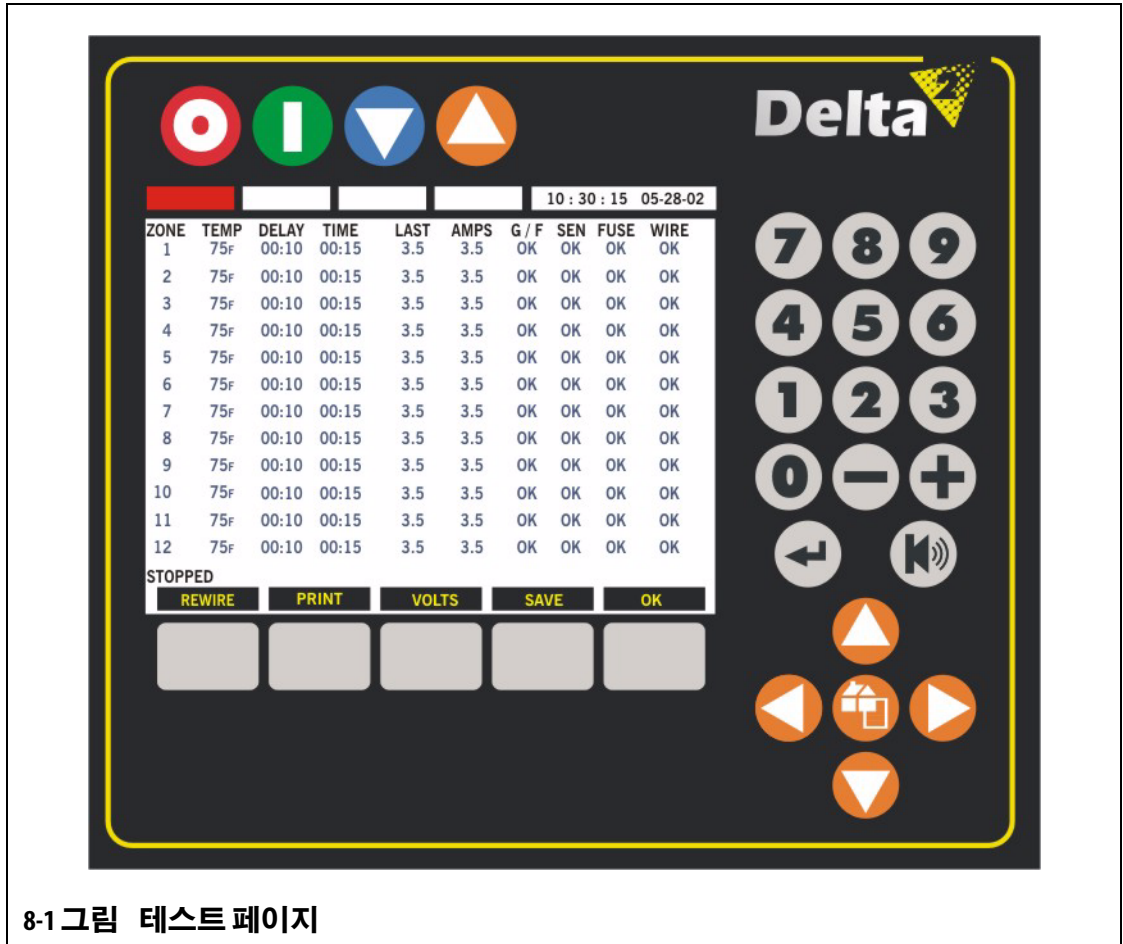 Delta 2
10 : 30 : 15 05-28-02
ZONE TEMP DELAY TIME LAST AMPS G / F SEN FUSE WIRE
1 75F 00:10 00:15 3.5 3.5 OK OK OK OK
2 75F 00:10 00:15 3.5 3.5 OK OK OK OK
3 75F 00:10 00:15 3.5 3.5 OK OK OK OK
4 75F 00:10 00:15 3.5 3.5 OK OK OK OK
5 75F 00:10 00:15 3.5 3.5 OK OK OK OK
6 75F 00:10 00:15 3.5 3.5 OK OK OK OK
7 75F 00:10 00:15 3.5 3.5 OK OK OK OK
8 75F 00:10 00:15 3.5 3.5 OK OK OK OK
9 75F 00:10 00:15 3.5 3.5 OK OK OK OK
10 75F 00:10 00:15 3.5 3.5 OK OK OK OK
11 75F 00:10 00:15 3.5 3.5 OK OK OK OK
12 75F 00:10 00:15 3.5 3.5 OK OK OK OK
STOPPED
REWIRE PRINT VOLTS SAVE OK
7 8 9
4 5 6
1 2 3
0 - +
8-1 그림 테스트 페이지